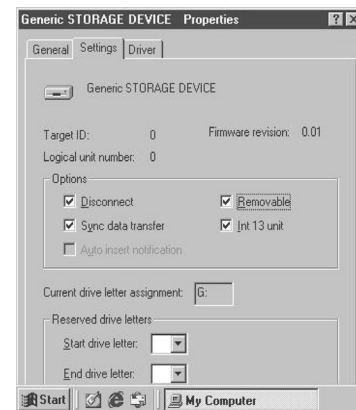 Generic STORAGE DEVICE Properties
General Settings Driver
Generic STORAGE DEVICE
Target ID: 0 Firmware revision: 0.01
Logical unit number: 0
Options
Disconnect Removable
Sync data transfer Int 13 unit
Auto insert notification
Current drive letter assignment: G:
Reserved drive letters
Start drive letter:
End drive letter:
Start My Computer